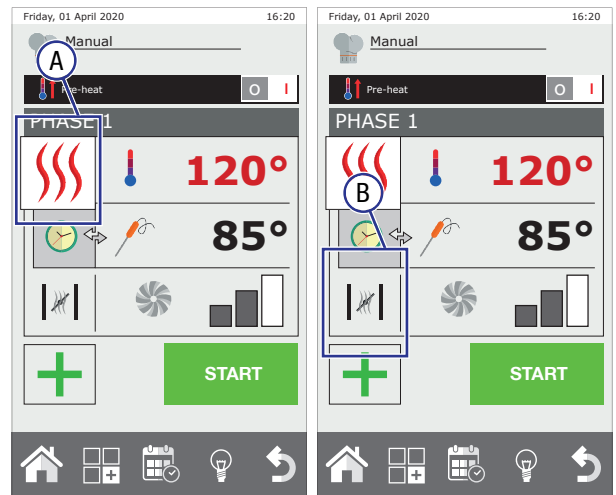 Friday, 01 April 2020 16:20
Manual
A
Pre-heat O I
PHASE 1
120°
85°
START
Friday, 01 April 2020 16:20
Manual
Pre-heat O I
PHASE 1
120°
B
85°
START